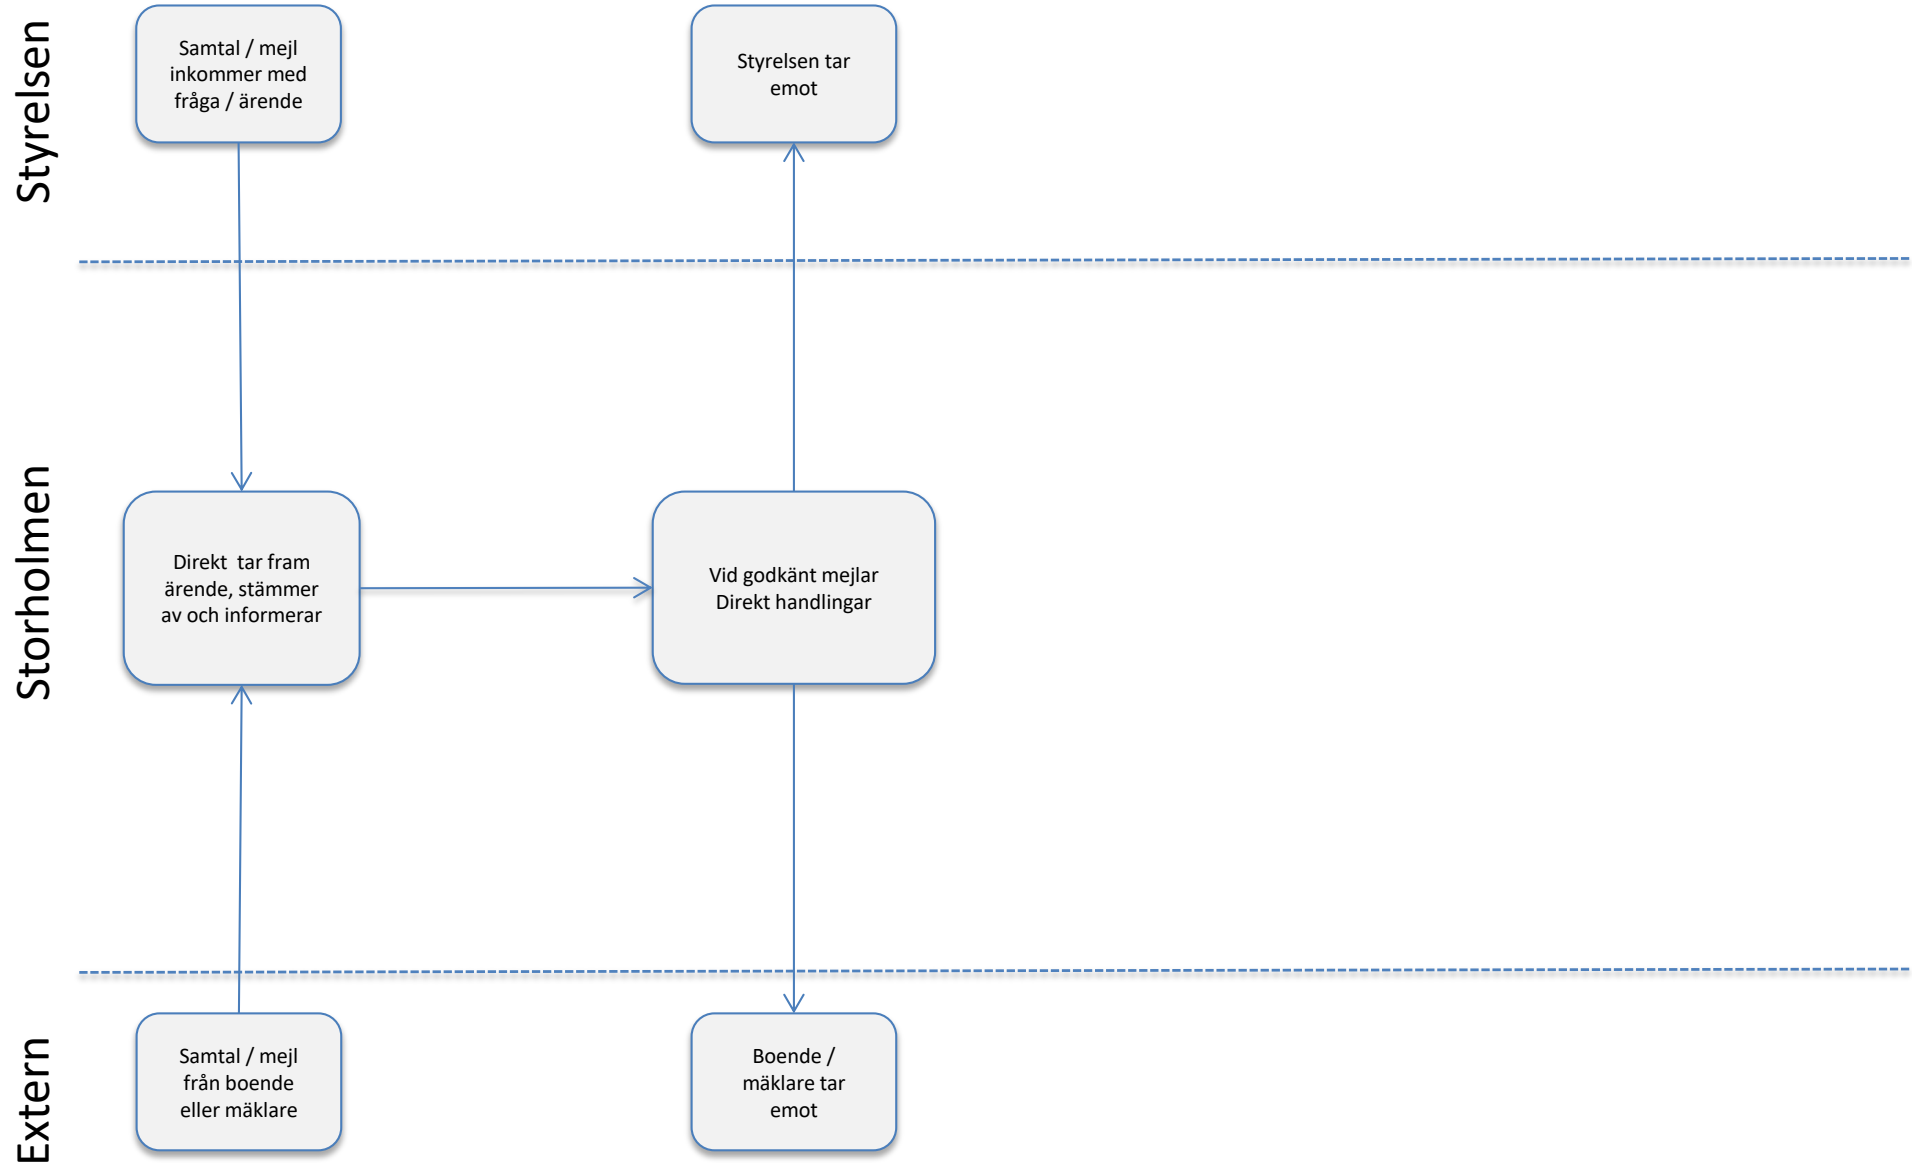 Styrelsen
Samtal / mejl
inkommer med
fråga / ärende
Styrelsen tar
emot
Storholmen
Direkt  tar fram
ärende, stämmer
av och informerar
Vid godkänt mejlar
Direkt handlingar
Extern
Samtal / mejl
från boende
eller mäklare
Boende /
mäklare tar
emot